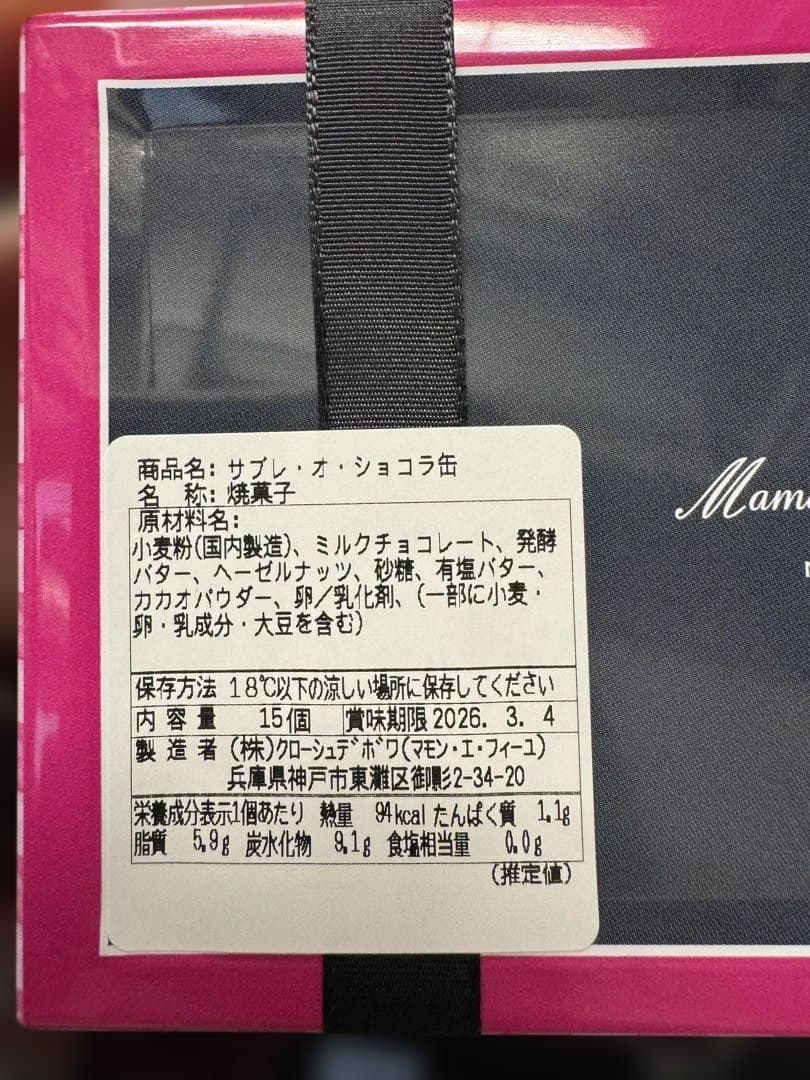 商品名: サブレ・オ・ショコラ缶
名　称: 焼菓子
原材料名:
小麦粉(国内製造)、ミルクチョコレート、発酵
バター、ヘーゼルナッツ、砂糖、有塩バター、
カカオパウダー、卵／乳化剤、(一部に小麦・
卵・乳成分・大豆を含む)
保存方法 18℃以下の涼しい場所に保存してください
内容量 15個 賞味期限 2026. 3. 4
製造者 (株)クローシュデボワ(マモン・エ・フィーユ)
兵庫県神戸市東灘区御影2-34-20
栄養成分表示1個あたり 熱量 94kcal たんぱく質 1.1g
脂質 5.9g 炭水化物 9.1g 食塩相当量 0.0g
(推定値)